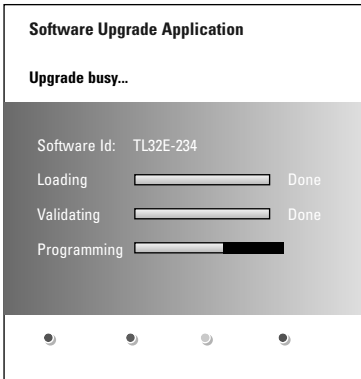 Software Upgrade Application
Upgrade busy...
Software Id: TL32E-234
Loading Done
Validating Done
Programming